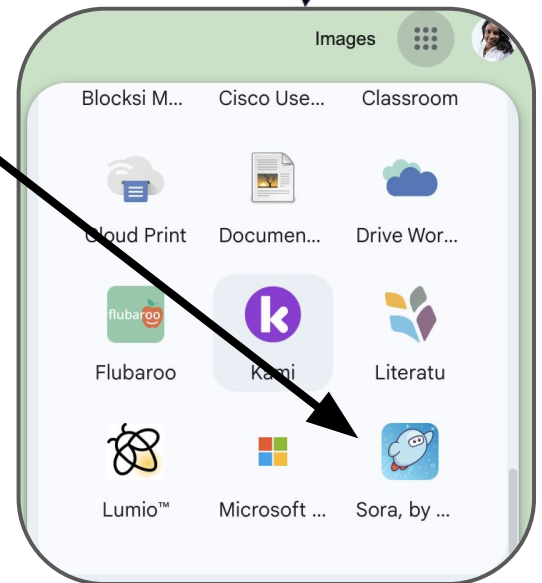 Images
Blocksi M... Cisco Use... Classroom
Cloud Print Documen... Drive Wor...
flubaroo
k
Flubaroo Kami Literatu
Lumio™ Microsoft ... Sora, by ...